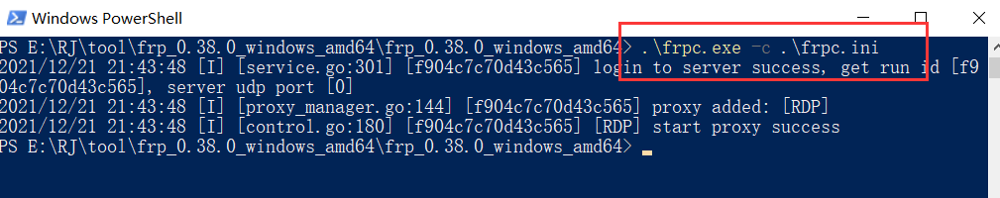 Windows PowerShell
PS E:\RJ\tool\frp_0.38.0_windows_amd64\frp_0.38.0_windows_amd64> .\frpc.exe -c .\frpc.ini
2021/12/21 21:43:48 [I] [service.go:301] [f904c7c70d43c565] login to server success, get run id [f9
04c7c70d43c565], server udp port [0]
2021/12/21 21:43:48 [I] [proxy_manager.go:144] [f904c7c70d43c565] proxy added: [RDP]
2021/12/21 21:43:48 [I] [control.go:180] [f904c7c70d43c565] [RDP] start proxy success
PS E:\RJ\tool\frp_0.38.0_windows_amd64\frp_0.38.0_windows_amd64>